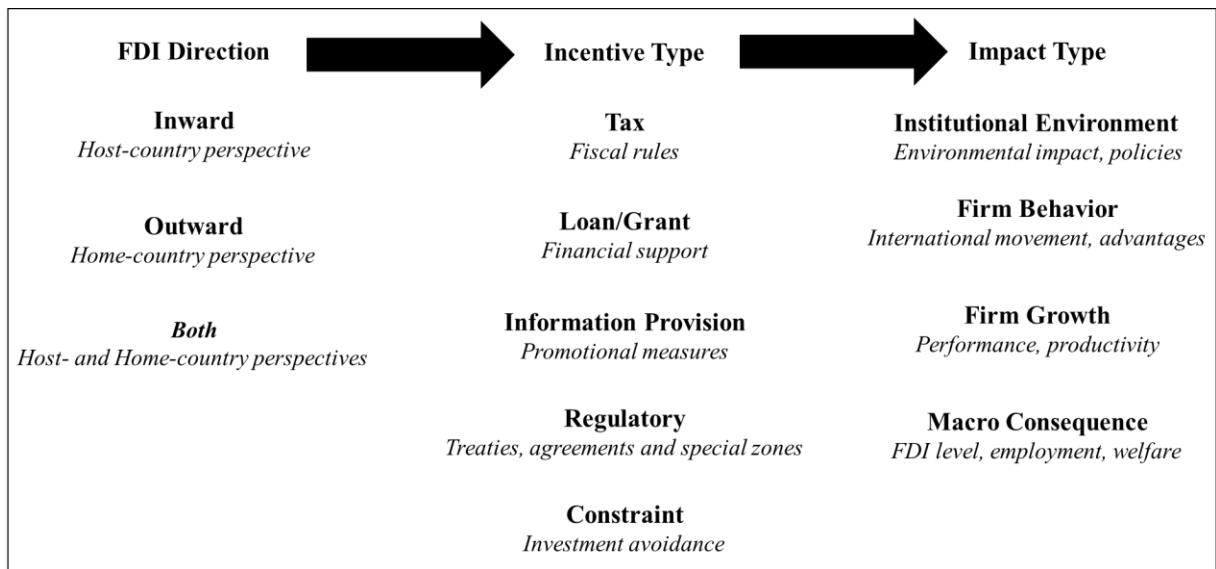 FDI Direction
Incentive Type
Impact Type
Inward
Host-country perspective
Outward
Home-country perspective
Both
Host- and Home-country perspectives
Tax
Fiscal rules
Loan/Grant
Financial support
Information Provision
Promotional measures
Regulatory
Treaties, agreements and special zones
Constraint
Investment avoidance
Institutional Environment
Environmental impact, policies
Firm Behavior
International movement, advantages
Firm Growth
Performance, productivity
Macro Consequence
FDI level, employment, welfare